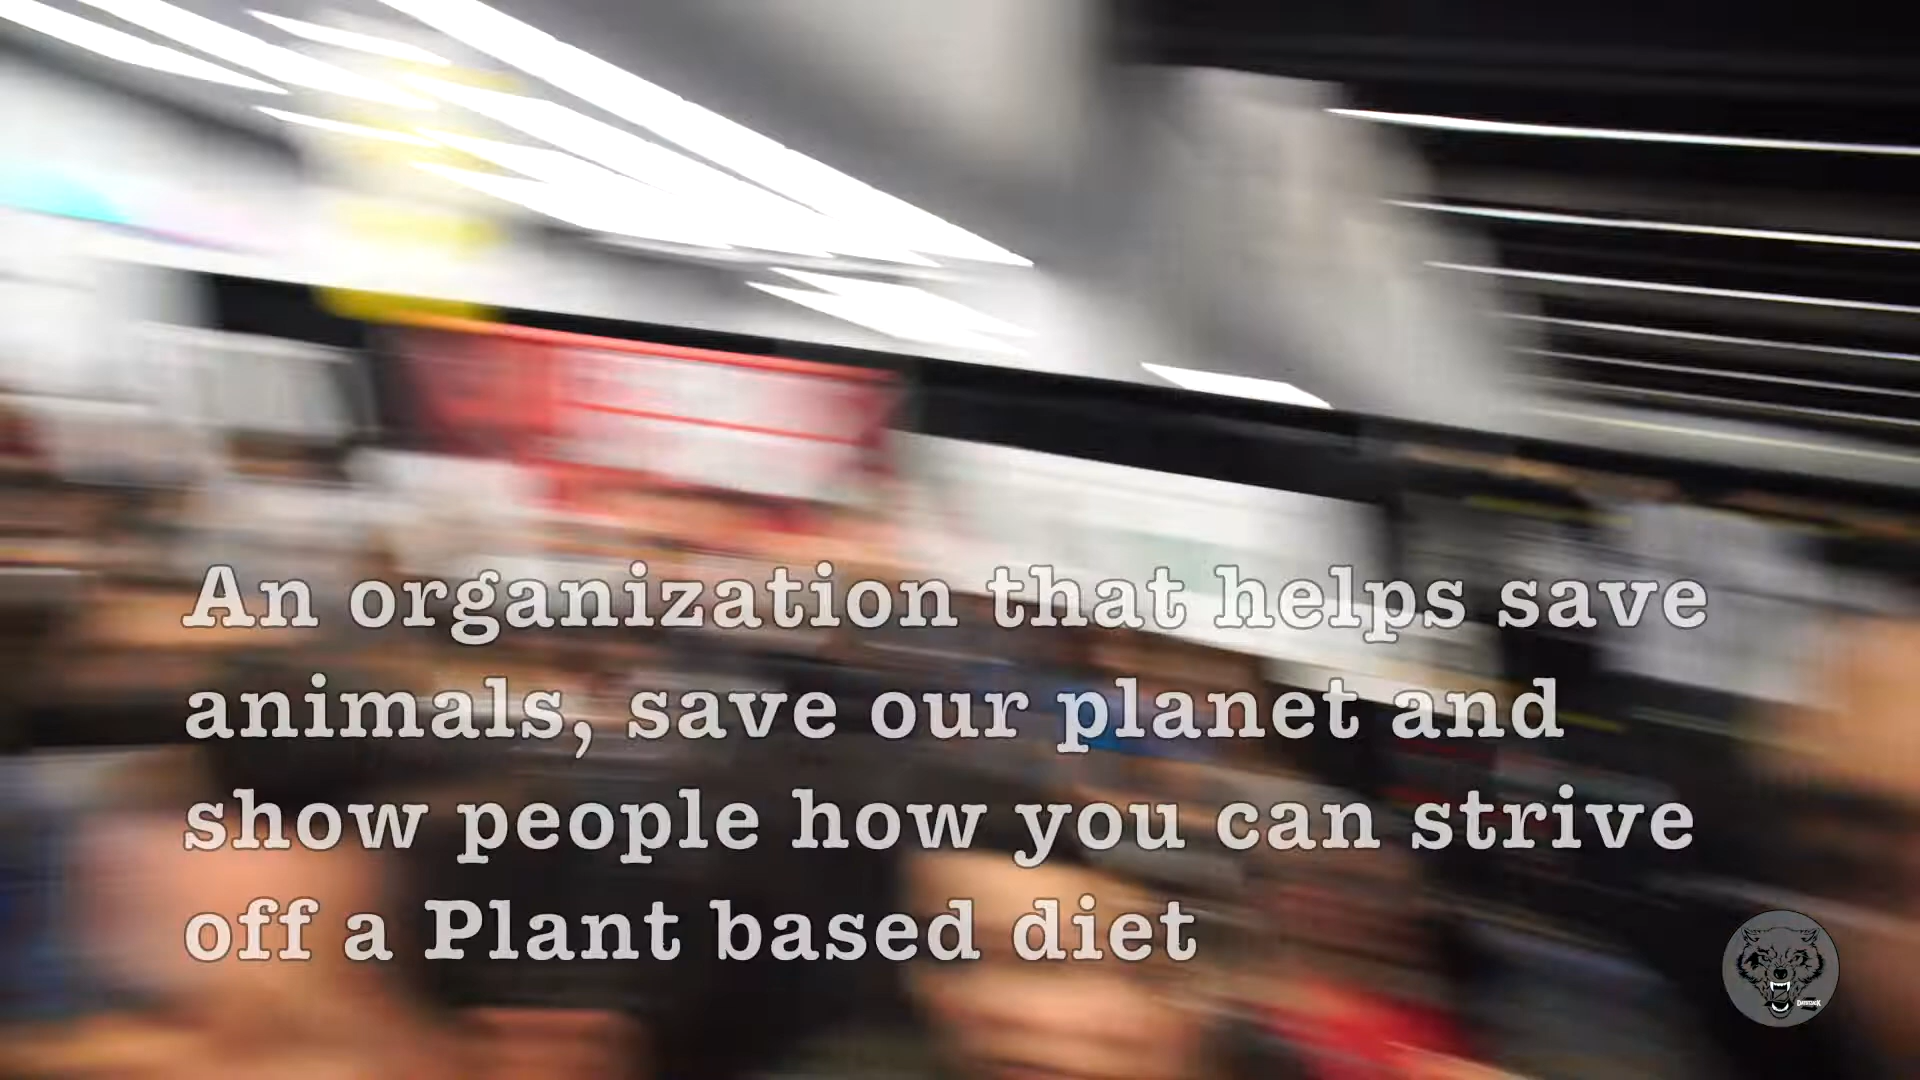 An organization that helps save
animals, save our planet and
show people how you can strive
off a Plant based diet